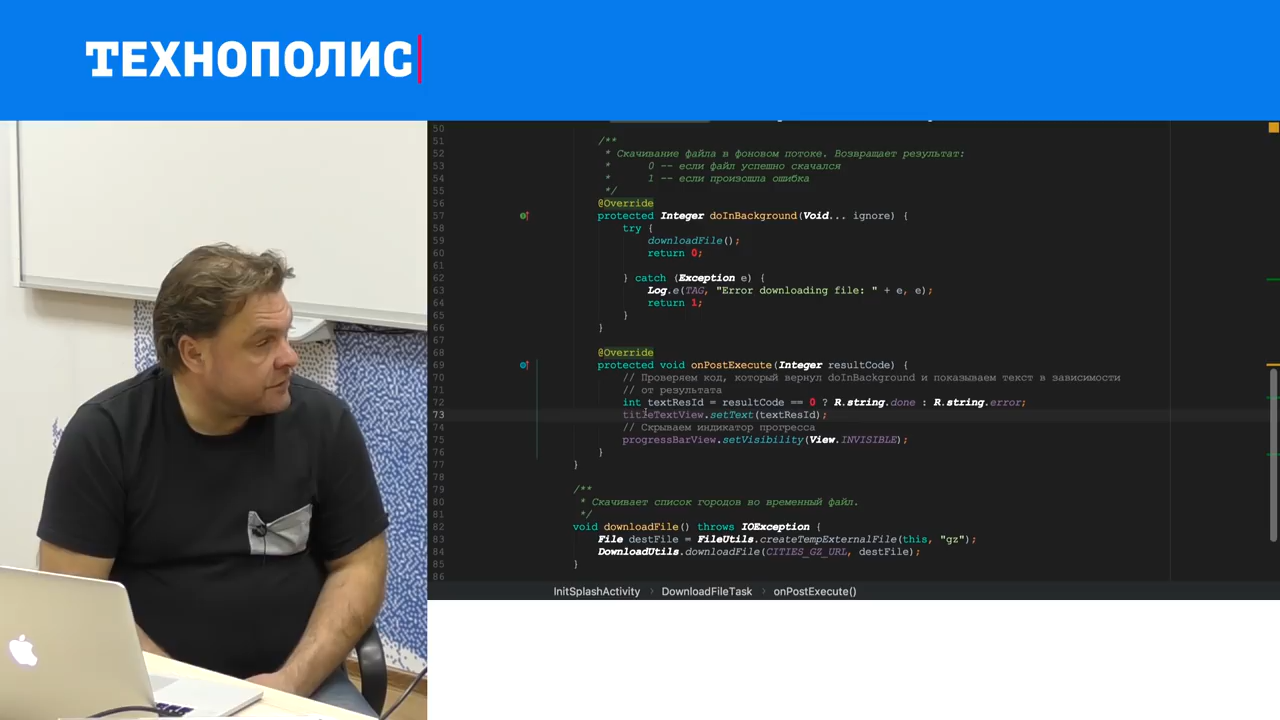 ТЕХНОПОЛИС
50
51 /**
52 * Скачивание файла в фоновом потоке. Возвращает результат:
53 * 0 -- если файл успешно скачался
54 * 1 -- если произошла ошибка
55 */
56 @Override
57 protected Integer doInBackground(Void... ignore) {
58 try {
59 downloadFile();
60 return 0;
61
62 } catch (Exception e) {
63 Log.e(TAG, "Error downloading file: " + e, e);
64 return 1;
65 }
66 }
67
68 @Override
69 protected void onPostExecute(Integer resultCode) {
70 // Проверяем код, который вернул doInBackground и показываем текст в зависимости
71 // от результата
72 int textResId = resultCode == 0 ? R.string.done : R.string.error;
73 titleTextView.setText(textResId);
74 // Скрываем индикатор прогресса
75 progressBarView.setVisibility(View.INVISIBLE);
76 }
77 }
78
79 /**
80 * Скачивает список городов во временный файл.
81 */
82 void downloadFile() throws IOException {
83 File destFile = FileUtils.createTempExternalFile(this, "gz");
84 DownloadUtils.downloadFile(CITIES_GZ_URL, destFile);
85 }
86
InitSplashActivity > DownloadFileTask > onPostExecute()